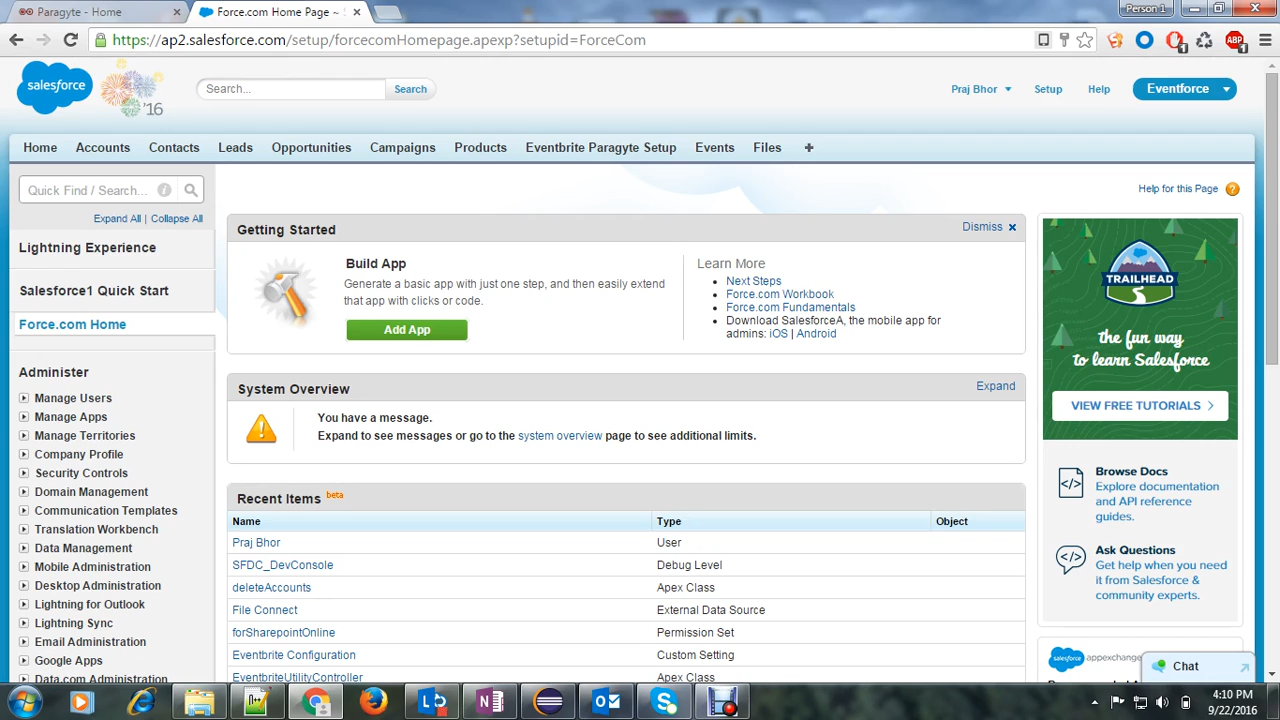 Paragyte - Home
Force.com Home Page ~ S
Person 1
https://ap2.salesforce.com/setup/forcecomHomepage.apexp?setupid=ForceCom
1
ABP
1
salesforce
'16
Search...
Search
Praj Bhor
Setup
Help
Eventforce
Home
Accounts
Contacts
Leads
Opportunities
Campaigns
Products
Eventbrite Paragyte Setup
Events
Files
+
Quick Find / Search...
Expand All | Collapse All
Lightning Experience
Salesforce1 Quick Start
Force.com Home
Administer
Manage Users
Manage Apps
Manage Territories
Company Profile
Security Controls
Domain Management
Communication Templates
Translation Workbench
Data Management
Mobile Administration
Desktop Administration
Lightning for Outlook
Lightning Sync
Email Administration
Google Apps
Data.com Administration
Help for this Page
Getting Started
Dismiss
Build App
Generate a basic app with just one step, and then easily extend
that app with clicks or code.
Add App
Learn More
Next Steps
Force.com Workbook
Force.com Fundamentals
Download SalesforceA, the mobile app for
admins: iOS | Android
System Overview
Expand
You have a message.
Expand to see messages or go to the system overview page to see additional limits.
Recent Items beta
Name Type Object
Praj Bhor User
SFDC_DevConsole Debug Level
deleteAccounts Apex Class
File Connect External Data Source
forSharepointOnline Permission Set
Eventbrite Configuration Custom Setting
EventbriteUtilityController Apex Class
TRAILHEAD
the fun way
to learn Salesforce
VIEW FREE TUTORIALS
Browse Docs
Explore documentation
and API reference
guides.
Ask Questions
Get help when you need
it from Salesforce &
community experts.
salesforce appexchange
Chat
4:10 PM
9/22/2016